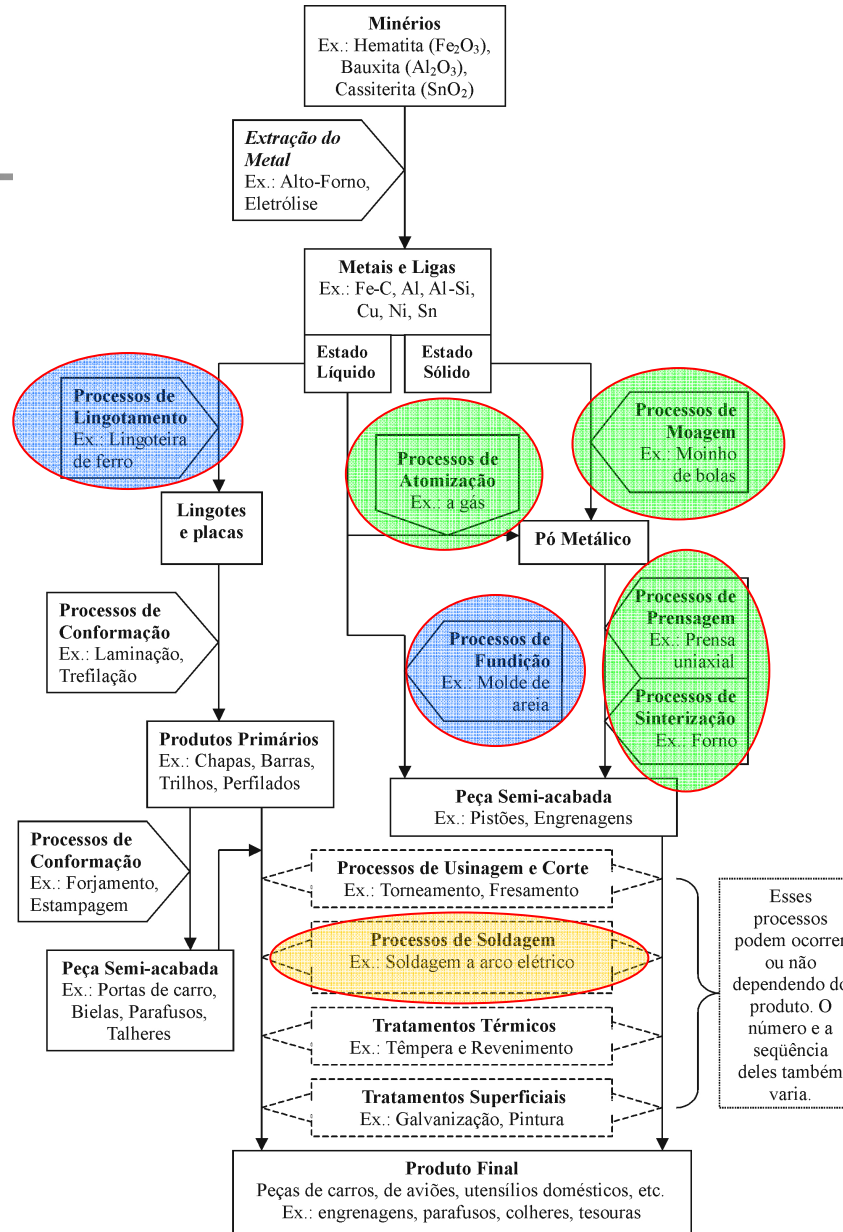 Minérios
Ex.: Hematita (Fe₂O₃),
Bauxita (Al₂O₃),
Cassiterita (SnO₂)
Extração do
Metal
Ex.: Alto-Forno,
Eletrólise
Metais e Ligas
Ex.: Fe-C, Al, Al-Si,
Cu, Ni, Sn
Estado
Líquido
Estado
Sólido
Processos de
Lingotamento
Ex.: Lingoteira
de ferro
Processos de
Atomização
Ex.: a gás
Processos de
Moagem
Ex.: Moinho
de bolas
Lingotes
e placas
Pó Metálico
Processos de
Conformação
Ex.: Laminação,
Trefilação
Processos de
Fundição
Ex.: Molde de
areia
Processos de
Prensagem
Ex.: Prensa
uniaxial
Processos de
Sinterização
Ex.: Forno
Produtos Primários
Ex.: Chapas, Barras,
Trilhos, Perfilados
Peça Semi-acabada
Ex.: Pistões, Engrenagens
Processos de
Conformação
Ex.: Forjamento,
Estampagem
Peça Semi-acabada
Ex.: Portas de carro,
Bielas, Parafusos,
Talheres
Processos de Usinagem e Corte
Ex.: Torneamento, Fresamento
Processos de Soldagem
Ex.: Soldagem a arco elétrico
Tratamentos Térmicos
Ex.: Têmpera e Revenimento
Tratamentos Superficiais
Ex.: Galvanização, Pintura
Esses
processos
podem ocorrer
ou não
dependendo do
produto. O
número e a
seqüência
deles também
varia.
Produto Final
Peças de carros, de aviões, utensílios domésticos, etc.
Ex.: engrenagens, parafusos, colheres, tesouras